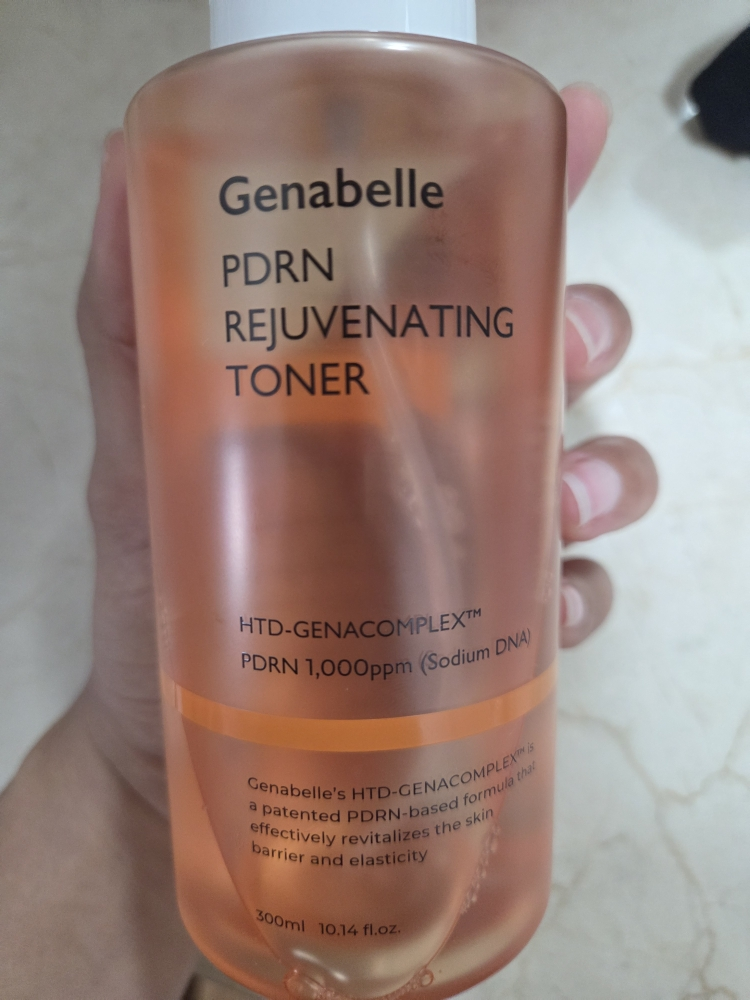 Genabelle
PDRN
REJUVENATING
TONER
HTD-GENACOMPLEX™
PDRN 1,000ppm (Sodium DNA)
Genabelle's HTD-GENACOMPLEX™ is
a patented PDRN-based formula that
effectively revitalizes the skin
barrier and elasticity
300ml 10.14 fl.oz.